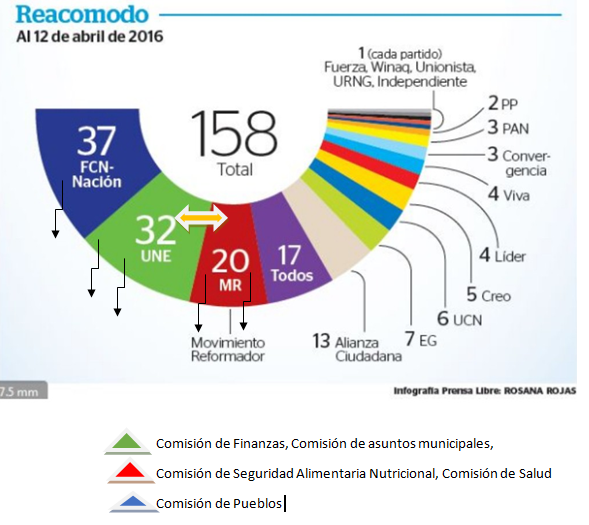 Reacomodo
Al 12 de abril de 2016
1 (cada partido)
Fuerza, Winaq, Unionista,
URNG, Independiente
158
Total
37
FCN-
Nación
32
UNE
20
MR
17
Todos
2 PP
3 PAN
3 Conver-
gencia
4 Viva
4 Líder
5 Creo
6 UCN
7 EG
13 Alianza
Ciudadana
Movimiento
Reformador
7.5 mm
Infografía Prensa Libre: ROSANA ROJAS
Comisión de Finanzas, Comisión de asuntos municipales,
Comisión de Seguridad Alimentaria Nutricional, Comisión de Salud
Comisión de Pueblos